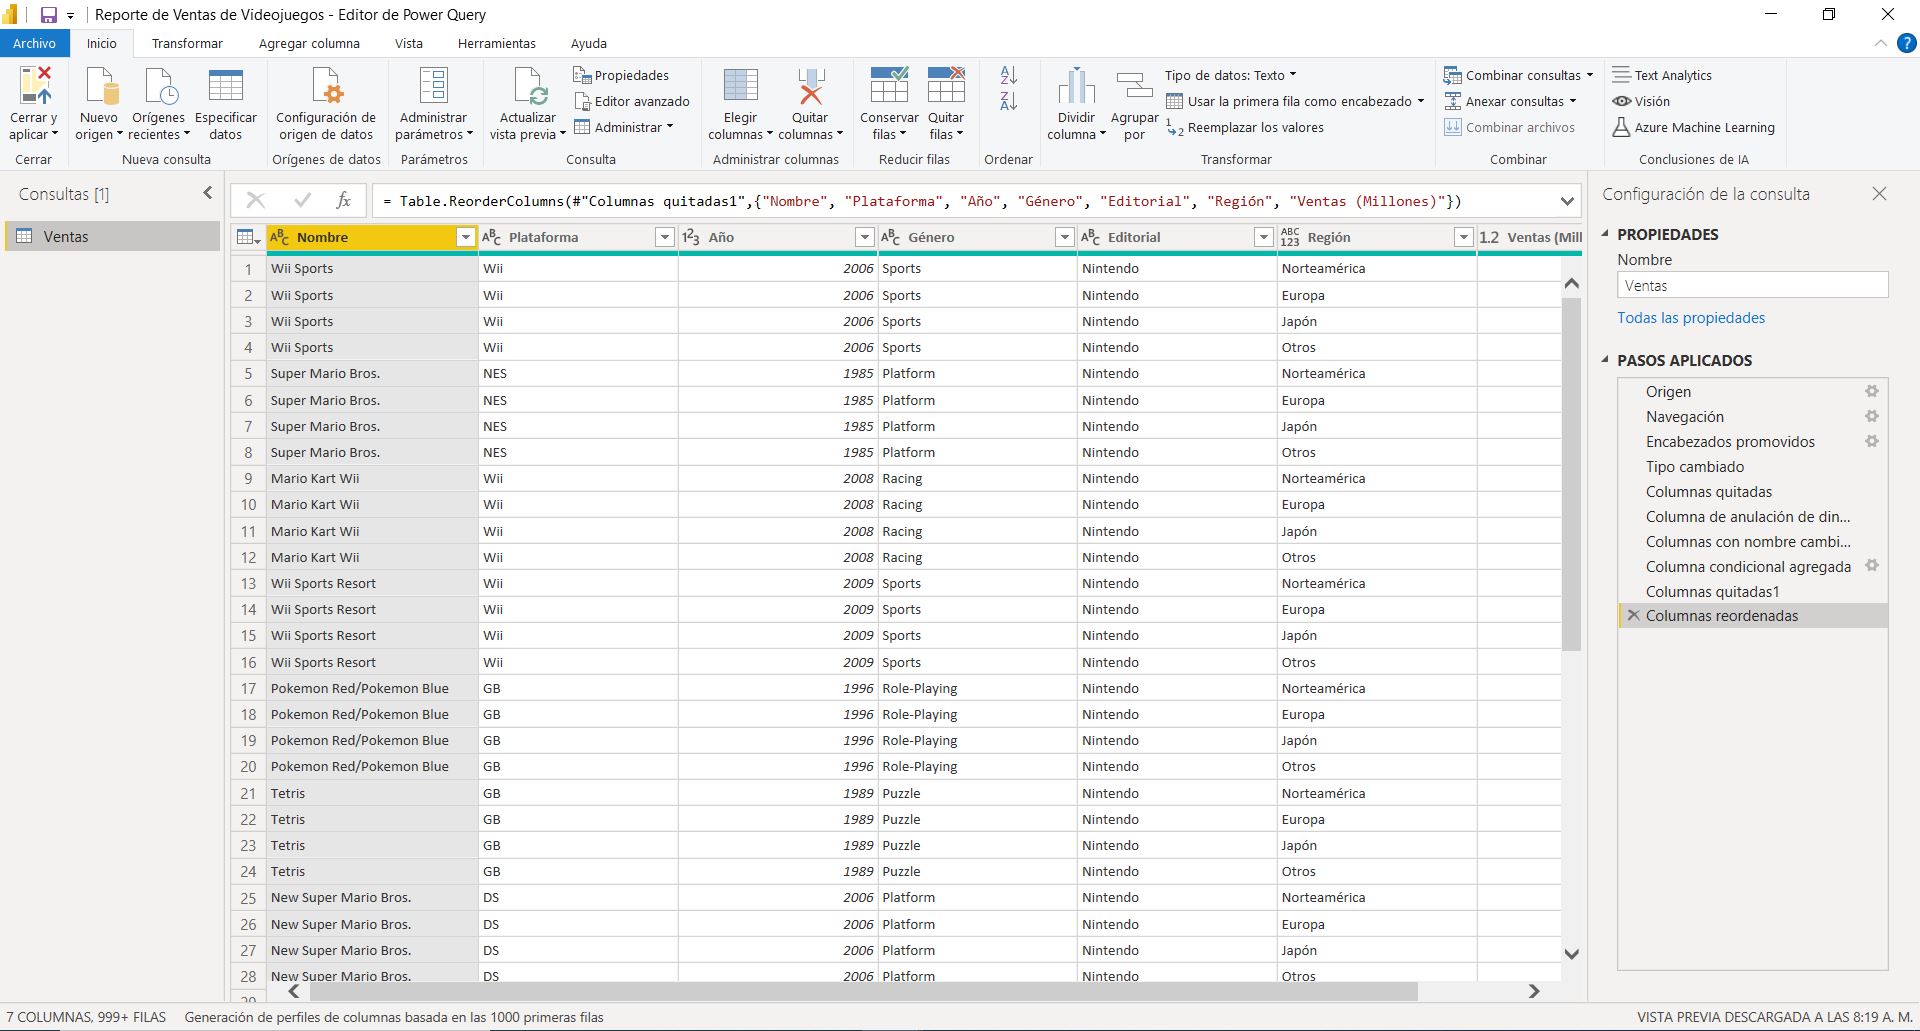 Reporte de Ventas de Videojuegos - Editor de Power Query
Archivo Inicio Transformar Agregar columna Vista Herramientas Ayuda
Cerrar y aplicar
Cerrar
Nuevo origen
Orígenes recientes
Especificar datos
Nueva consulta
Configuración de origen de datos
Orígenes de datos
Administrar parámetros
Parámetros
Actualizar vista previa
Propiedades
Editor avanzado
Administrar
Consulta
Elegir columnas
Quitar columnas
Administrar columnas
Conservar filas
Quitar filas
Reducir filas
Ordenar
Dividir columna
Agrupar por
Tipo de datos: Texto
Usar la primera fila como encabezado
Reemplazar los valores
Transformar
Combinar consultas
Anexar consultas
Combinar archivos
Combinar
Text Analytics
Visión
Azure Machine Learning
Conclusiones de IA
Consultas [1]
Ventas
= Table.ReorderColumns(#"Columnas quitadas1",{"Nombre", "Plataforma", "Año", "Género", "Editorial", "Región", "Ventas (Millones)"})
Nombre Plataforma Año Género Editorial Región 1.2 Ventas (Mill
1 Wii Sports Wii 2006 Sports Nintendo Norteamérica
2 Wii Sports Wii 2006 Sports Nintendo Europa
3 Wii Sports Wii 2006 Sports Nintendo Japón
4 Wii Sports Wii 2006 Sports Nintendo Otros
5 Super Mario Bros. NES 1985 Platform Nintendo Norteamérica
6 Super Mario Bros. NES 1985 Platform Nintendo Europa
7 Super Mario Bros. NES 1985 Platform Nintendo Japón
8 Super Mario Bros. NES 1985 Platform Nintendo Otros
9 Mario Kart Wii Wii 2008 Racing Nintendo Norteamérica
10 Mario Kart Wii Wii 2008 Racing Nintendo Europa
11 Mario Kart Wii Wii 2008 Racing Nintendo Japón
12 Mario Kart Wii Wii 2008 Racing Nintendo Otros
13 Wii Sports Resort Wii 2009 Sports Nintendo Norteamérica
14 Wii Sports Resort Wii 2009 Sports Nintendo Europa
15 Wii Sports Resort Wii 2009 Sports Nintendo Japón
16 Wii Sports Resort Wii 2009 Sports Nintendo Otros
17 Pokemon Red/Pokemon Blue GB 1996 Role-Playing Nintendo Norteamérica
18 Pokemon Red/Pokemon Blue GB 1996 Role-Playing Nintendo Europa
19 Pokemon Red/Pokemon Blue GB 1996 Role-Playing Nintendo Japón
20 Pokemon Red/Pokemon Blue GB 1996 Role-Playing Nintendo Otros
21 Tetris GB 1989 Puzzle Nintendo Norteamérica
22 Tetris GB 1989 Puzzle Nintendo Europa
23 Tetris GB 1989 Puzzle Nintendo Japón
24 Tetris GB 1989 Puzzle Nintendo Otros
25 New Super Mario Bros. DS 2006 Platform Nintendo Norteamérica
26 New Super Mario Bros. DS 2006 Platform Nintendo Europa
27 New Super Mario Bros. DS 2006 Platform Nintendo Japón
28 New Super Mario Bros. DS 2006 Platform Nintendo Otros
Configuración de la consulta
PROPIEDADES
Nombre
Ventas
Todas las propiedades
PASOS APLICADOS
Origen
Navegación
Encabezados promovidos
Tipo cambiado
Columnas quitadas
Columna de anulación de din...
Columnas con nombre cambi...
Columna condicional agregada
Columnas quitadas1
Columnas reordenadas
7 COLUMNAS, 999+ FILAS Generación de perfiles de columnas basada en las 1000 primeras filas
VISTA PREVIA DESCARGADA A LAS 8:19 A. M.